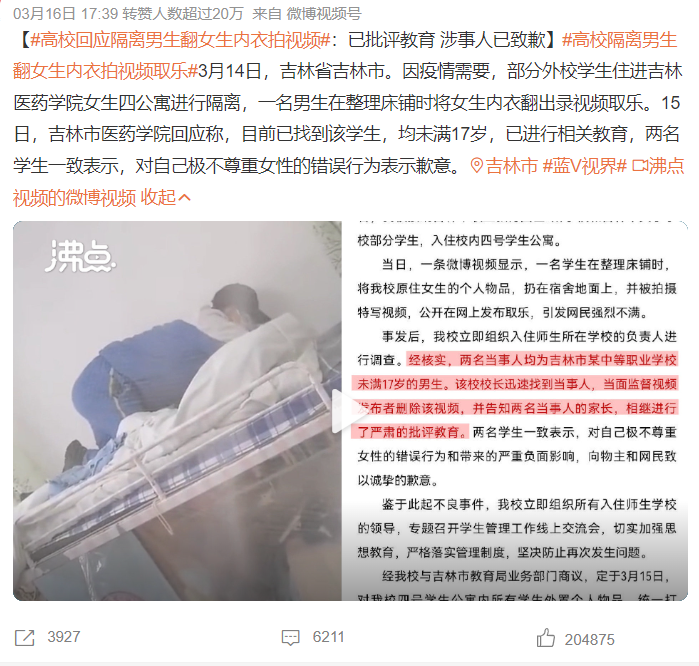 03月16日 17:39 转赞人数超过20万 来自 微博视频号
【#高校回应隔离男生翻女生内衣拍视频#：已批评教育 涉事人已致歉】#高校隔离男生
翻女生内衣拍视频取乐#3月14日，吉林省吉林市。因疫情需要，部分外校学生住进吉林
医药学院女生四公寓进行隔离，一名男生在整理床铺时将女生内衣翻出录视频取乐。15
日，吉林市医药学院回应称，目前已找到该学生，均未满17岁，已进行相关教育，两名
学生一致表示，对自己极不尊重女性的错误行为表示歉意。吉林市 #蓝V视界# 沸点
视频的微博视频 收起
沸点
校部分学生，入住校内四号学生公寓。
当日，一条微博视频显示，一名学生在整理床铺时，
将我校原住女生的个人物品，扔在宿舍地面上，并被拍摄
特写视频，公开在网上发布取乐，引发网民强烈不满。
事发后，我校立即组织入住师生所在学校的负责人进
行调查。经核实，两名当事人均为吉林市某中等职业学校
未满17岁的男生。该校校长迅速找到当事人，当面监督视频
发布者删除该视频，并告知两名当事人的家长，相继进行
了严肃的批评教育。两名学生一致表示，对自己极不尊重
女性的错误行为和带来的严重负面影响，向物主和网民致
以诚挚的歉意。
鉴于此起不良事件，我校立即组织所有入住师生学校
的领导，专题召开学生管理工作线上交流会，切实加强思
想教育，严格落实管理制度，坚决防止再次发生问题。
经我校与吉林市教育局业务部门商议，定于3月15日，
对我校四号学生公寓内所有学生处置个人物品，统一打
3927
6211
204875